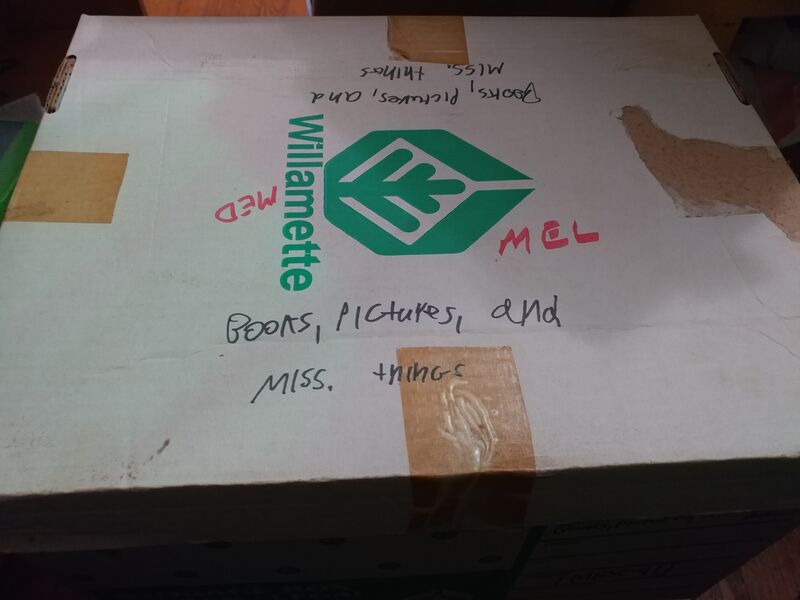 Books, Pictures, and
Miss. things
Willamette
MED
MEL
Books, Pictures, and
Miss. things